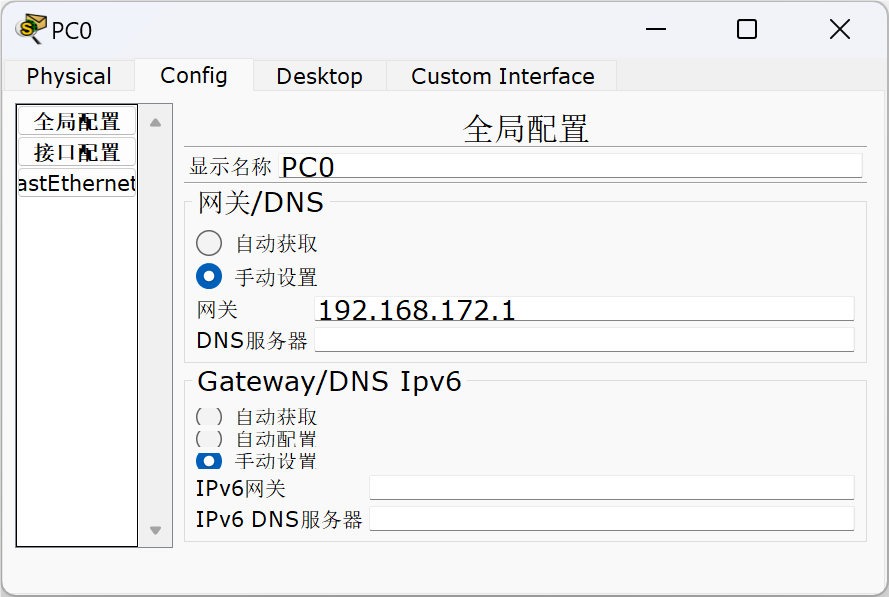 PC0
Physical Config Desktop Custom Interface
全局配置
接口配置
astEthernet
全局配置
显示名称 PC0
网关/DNS
自动获取
手动设置
网关 192.168.172.1
DNS服务器
Gateway/DNS Ipv6
自动获取
自动配置
手动设置
IPv6网关
IPv6 DNS服务器